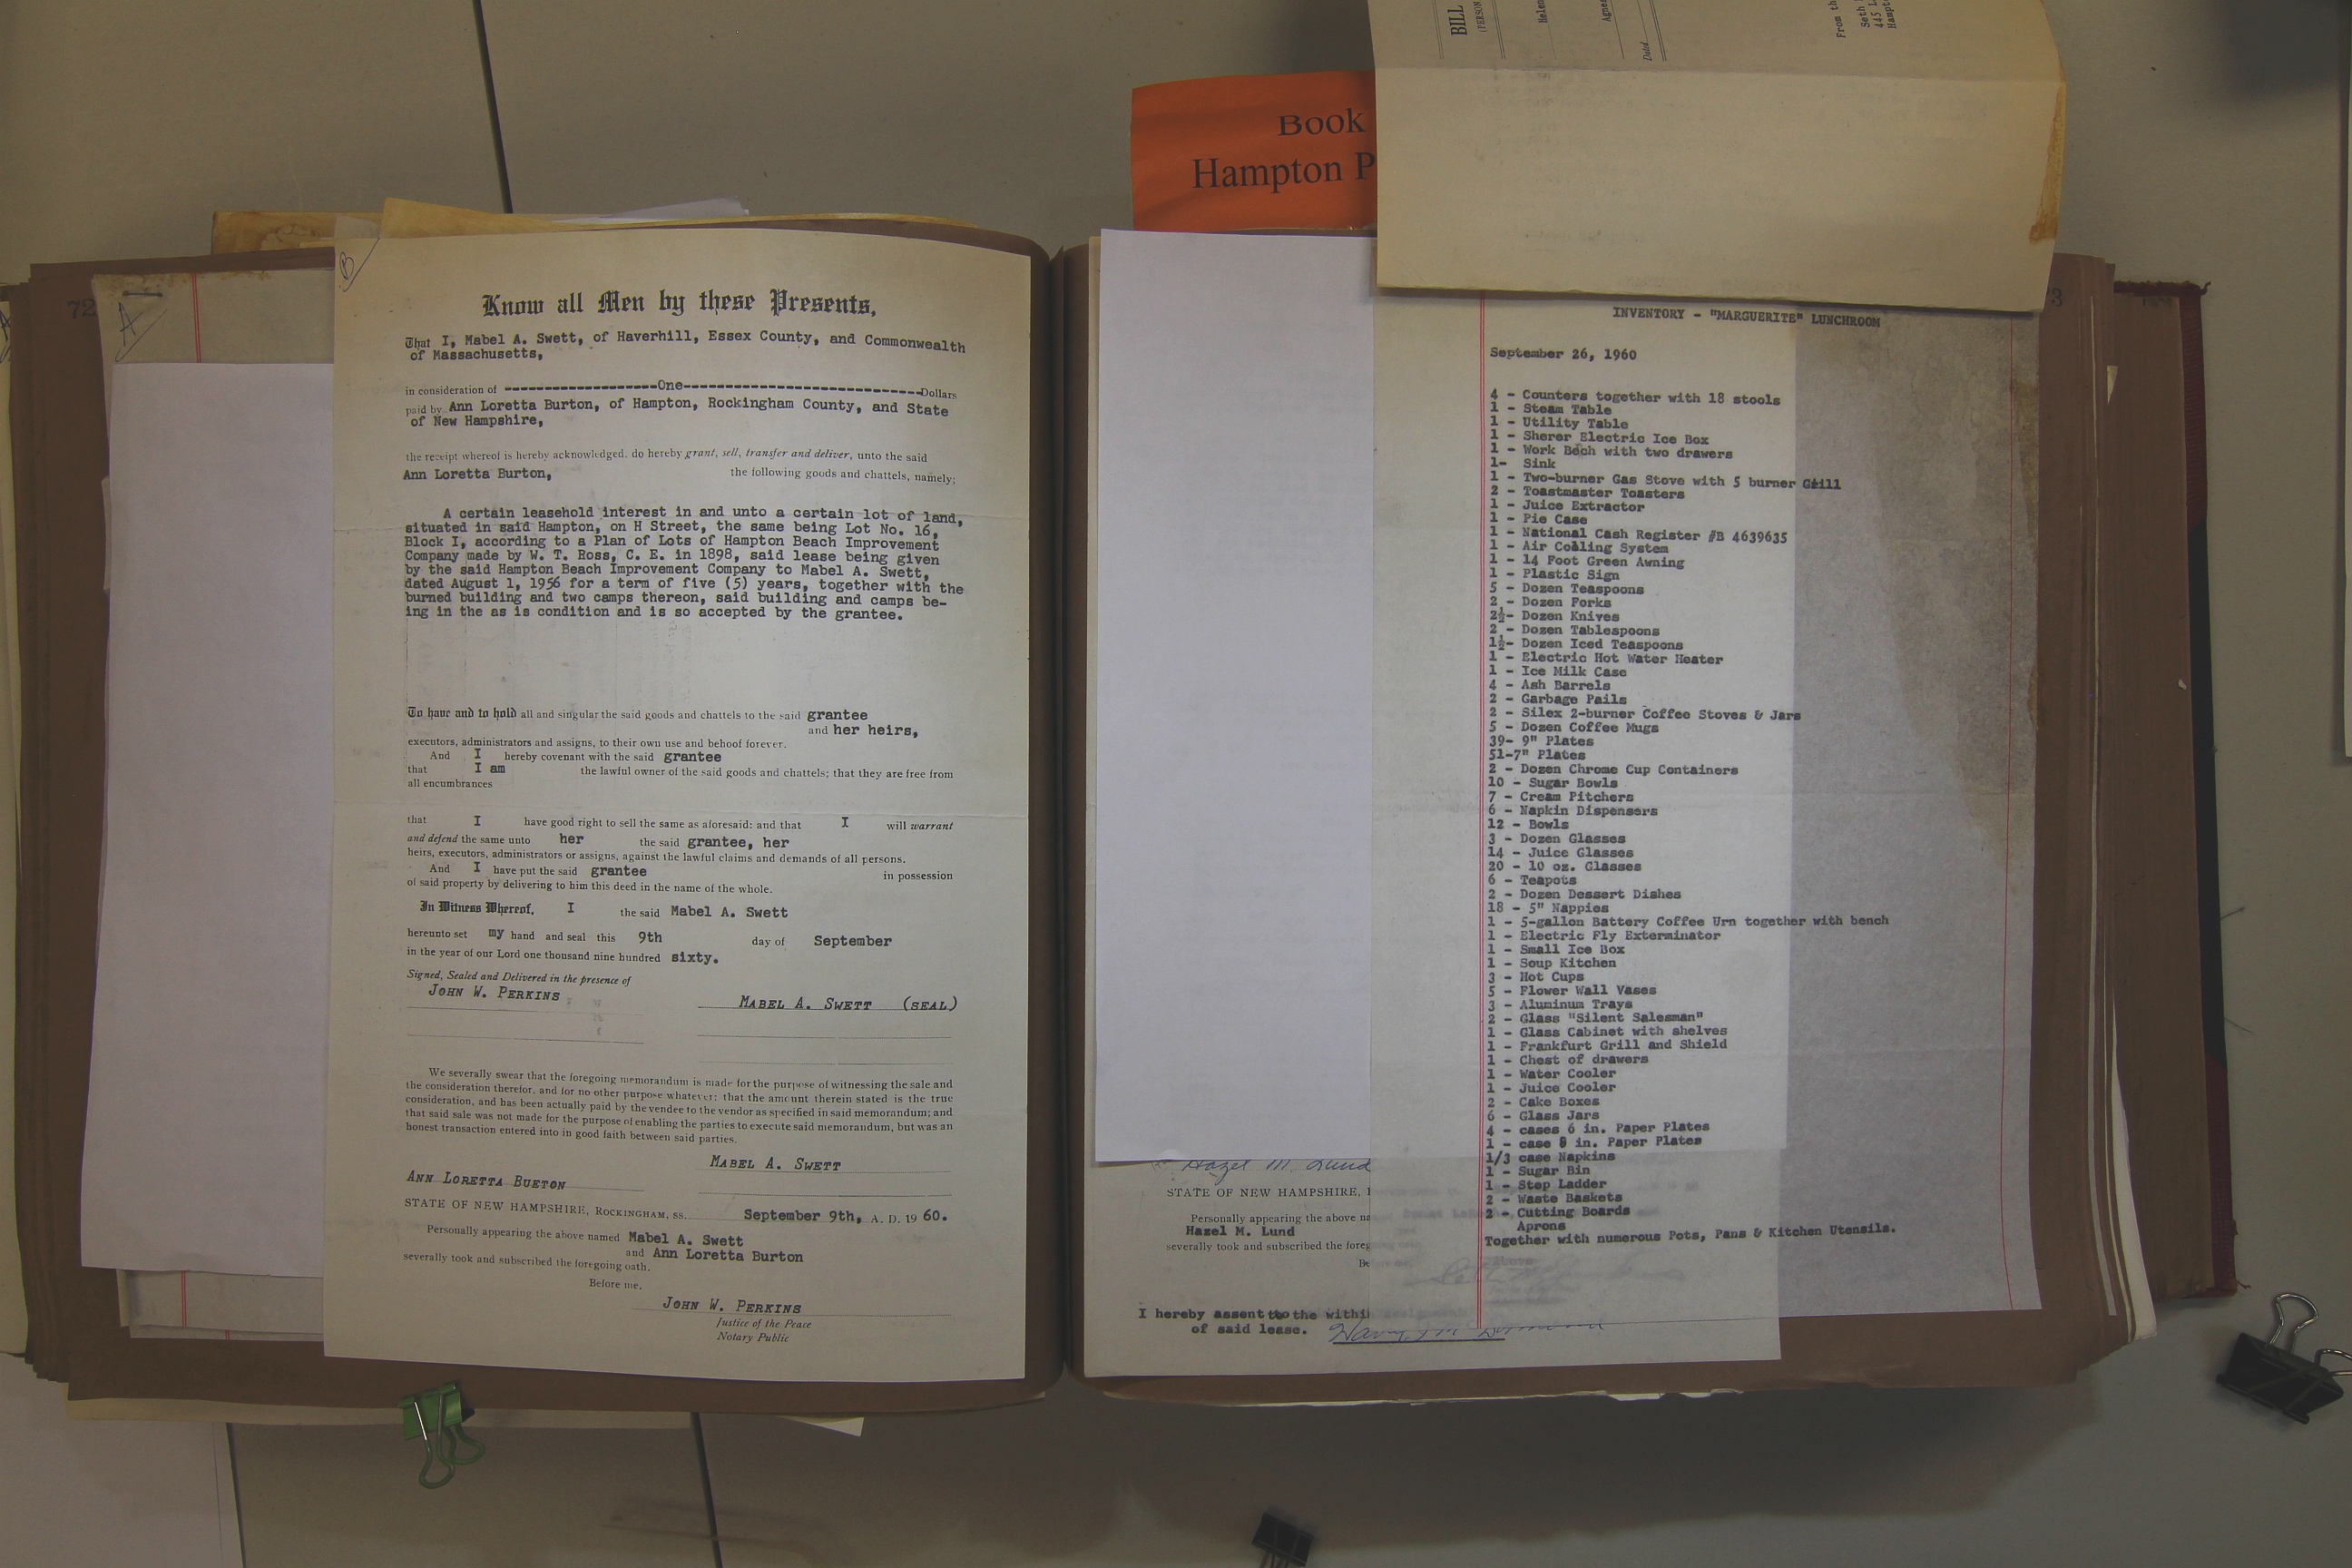 BILL
(PERSON
Helen
Agnes
Dated
From th
Seth
445 L
Hampt
Book
Hampton P
72
A
B
3
Know all Men by these Presents,
That I, Mabel A. Swett, of Haverhill, Essex County, and Commonwealth
of Massachusetts,
in consideration of -------------------One-----------------------------Dollars
paid by Ann Loretta Burton, of Hampton, Rockingham County, and State
of New Hampshire,
the receipt whereof is hereby acknowledged, do hereby grant, sell, transfer and deliver, unto the said
Ann Loretta Burton, the following goods and chattels, namely;
A certain leasehold interest in and unto a certain lot of land,
situated in said Hampton, on H Street, the same being Lot No. 16,
Block I, according to a Plan of Lots of Hampton Beach Improvement
Company made by W. T. Ross, C. E. in 1898, said lease being given
by the said Hampton Beach Improvement Company to Mabel A. Swett,
dated August 1, 1956 for a term of five (5) years, together with the
burned building and two camps thereon, said building and camps be-
ing in the as is condition and is so accepted by the grantee.
To have and to hold all and singular the said goods and chattels to the said grantee
and her heirs,
executors, administrators and assigns, to their own use and behoof forever.
And I hereby covenant with the said grantee
that I am the lawful owner of the said goods and chattels; that they are free from
all encumbrances
that I have good right to sell the same as aforesaid: and that I will warrant
and defend the same unto her the said grantee, her
heirs, executors, administrators or assigns, against the lawful claims and demands of all persons.
And I have put the said grantee in possession
of said property by delivering to him this deed in the name of the whole.
In Witness Whereof, I the said Mabel A. Swett
hereunto set my hand and seal this 9th day of September
in the year of our Lord one thousand nine hundred sixty.
Signed, Sealed and Delivered in the presence of
JOHN W. PERKINS
MABEL A. SWETT (SEAL)
We severally swear that the foregoing memorandum is made for the purpose of witnessing the sale and
the consideration therefor, and for no other purpose whatever: that the amount therein stated is the true
consideration, and has been actually paid by the vendee to the vendor as specified in said memorandum; and
that said sale was not made for the purpose of enabling the parties to execute said memorandum, but was an
honest transaction entered into in good faith between said parties.
MABEL A. SWETT
ANN LORETTA BUETON
STATE OF NEW HAMPSHIRE, ROCKINGHAM, SS. September 9th, A. D. 19 60.
Personally appearing the above named Mabel A. Swett
and Ann Loretta Burton
severally took and subscribed the foregoing oath.
Before me.
JOHN W. PERKINS
Justice of the Peace
Notary Public
INVENTORY - "MARGUERITE" LUNCHROOM
September 26, 1960
4 - Counters together with 18 stools
1 - Steam Table
1 - Utility Table
1 - Sherer Electric Ice Box
1 - Work Bech with two drawers
1- Sink
1 - Two-burner Gas Stove with 5 burner Grill
2 - Toastmaster Toasters
1 - Juice Extractor
1 - Pie Case
1 - National Cash Register #B 4639635
1 - Air Cooling System
1 - 14 Foot Green Awning
1 - Plastic Sign
5 - Dozen Teaspoons
2 - Dozen Forks
2½- Dozen Knives
2 - Dozen Tablespoons
1½- Dozen Iced Teaspoons
1 - Electric Hot Water Heater
1 - Ice Milk Case
4 - Ash Barrels
2 - Garbage Pails
2 - Silex 2-burner Coffee Stoves & Jars
5 - Dozen Coffee Mugs
39- 9" Plates
51-7" Plates
2 - Dozen Chrome Cup Containers
10 - Sugar Bowls
7 - Cream Pitchers
6 - Napkin Dispensers
12 - Bowls
3 - Dozen Glasses
14 - Juice Glasses
20 - 10 oz. Glasses
6 - Teapots
2 - Dozen Dessert Dishes
18 - 5" Nappies
1 - 5-gallon Battery Coffee Urn together with bench
1 - Electric Fly Exterminator
1 - Small Ice Box
1 - Soup Kitchen
3 - Hot Cups
5 - Flower Wall Vases
3 - Aluminum Trays
2 - Glass "Silent Salesman"
1 - Glass Cabinet with shelves
1 - Frankfurt Grill and Shield
1 - Chest of drawers
1 - Water Cooler
1 - Juice Cooler
2 - Cake Boxes
6 - Glass Jars
4 - cases 6 in. Paper Plates
1 - case 8 in. Paper Plates
1/3 case Napkins
1 - Sugar Bin
1 - Step Ladder
2 - Waste Baskets
2 - Cutting Boards
Aprons
Together with numerous Pots, Pans & Kitchen Utensils.
Hazel M. Lund
STATE OF NEW HAMPSHIRE,
Personally appearing the above na
Hazel M. Lund
severally took and subscribed the foreg
Be
I hereby assent to the withi
of said lease.